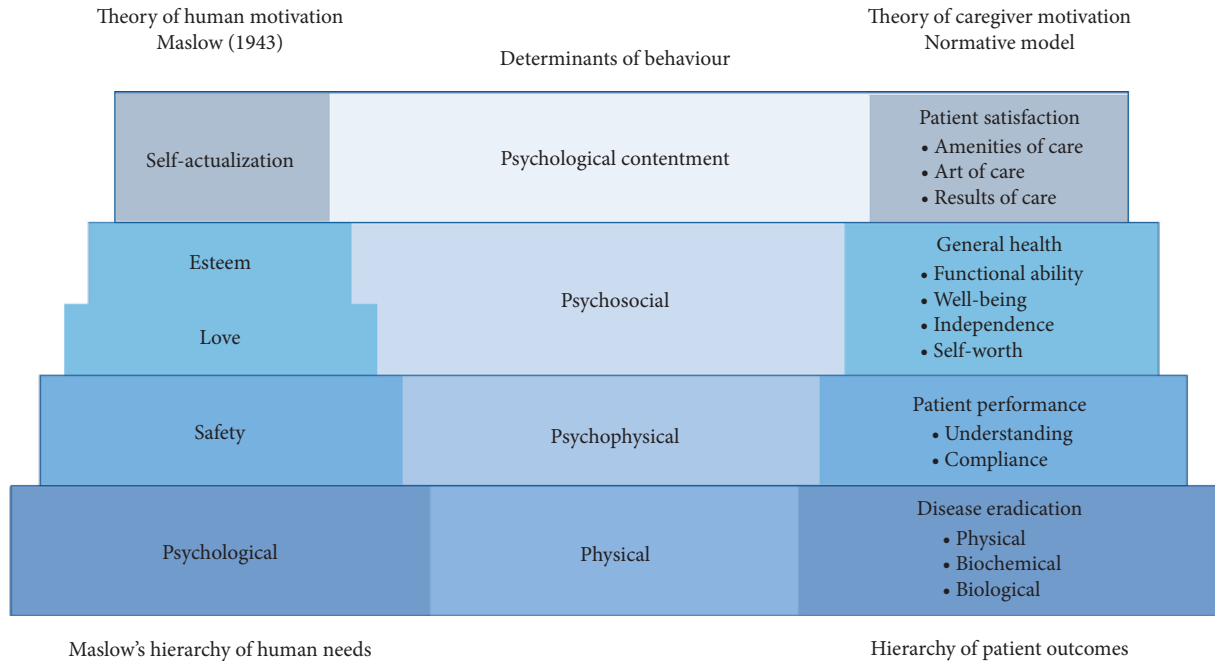 Theory of human motivation
Maslow (1943)
Determinants of behaviour
Theory of caregiver motivation
Normative model
Self-actualization
Psychological contentment
Patient satisfaction
• Amenities of care
• Art of care
• Results of care
Esteem
Love
Psychosocial
General health
• Functional ability
• Well-being
• Independence
• Self-worth
Safety
Psychophysical
Patient performance
• Understanding
• Compliance
Psychological
Physical
Disease eradication
• Physical
• Biochemical
• Biological
Maslow's hierarchy of human needs
Hierarchy of patient outcomes